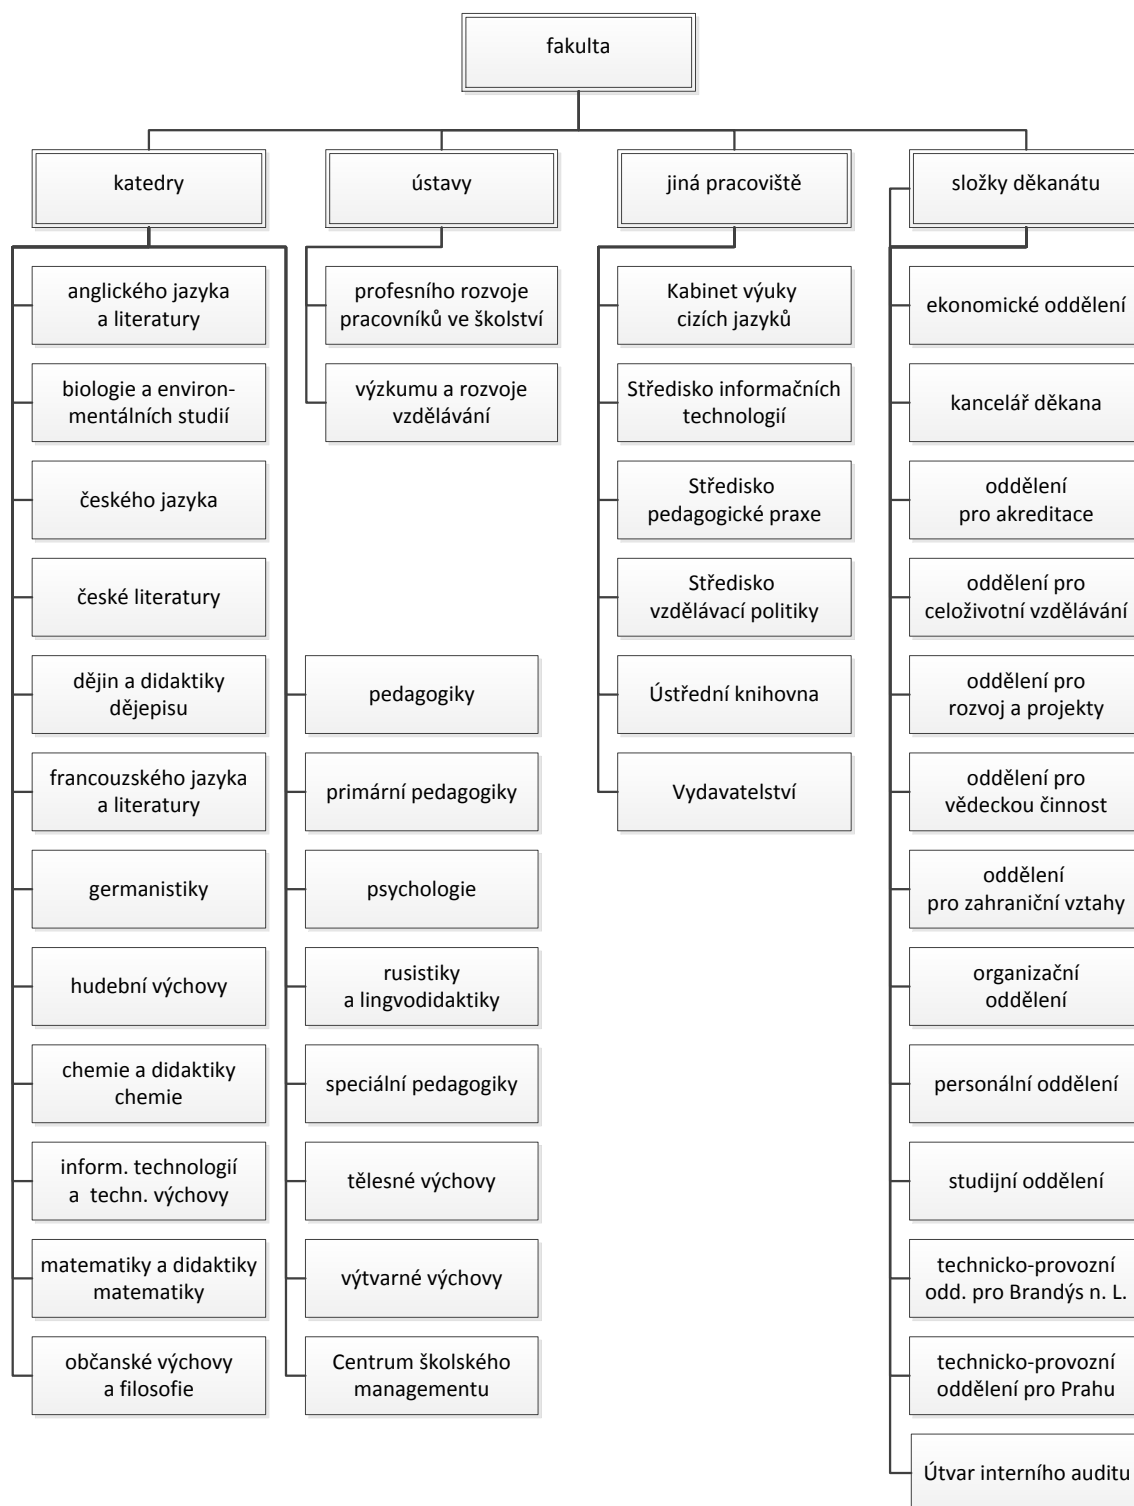 fakulta
katedry
ústavy
jiná pracoviště
složky děkanátu
anglického jazyka
a literatury
biologie a environ-
mentálních studií
českého jazyka
české literatury
dějin a didaktiky
dějepisu
francouzského jazyka
a literatury
germanistiky
hudební výchovy
chemie a didaktiky
chemie
inform. technologií
a  techn. výchovy
matematiky a didaktiky
matematiky
občanské výchovy
a filosofie
profesního rozvoje
pracovníků ve školství
výzkumu a rozvoje
vzdělávání
pedagogiky
primární pedagogiky
psychologie
rusistiky
a lingvodidaktiky
speciální pedagogiky
tělesné výchovy
výtvarné výchovy
Centrum školského
managementu
Kabinet výuky
cizích jazyků
Středisko informačních
technologií
Středisko
pedagogické praxe
Středisko
vzdělávací politiky
Ústřední knihovna
Vydavatelství
ekonomické oddělení
kancelář děkana
oddělení
pro akreditace
oddělení pro
celoživotní vzdělávání
oddělení pro
rozvoj a projekty
oddělení pro
vědeckou činnost
oddělení
pro zahraniční vztahy
organizační
oddělení
personální oddělení
studijní oddělení
technicko-provozní
odd. pro Brandýs n. L.
technicko-provozní
oddělení pro Prahu
Útvar interního auditu